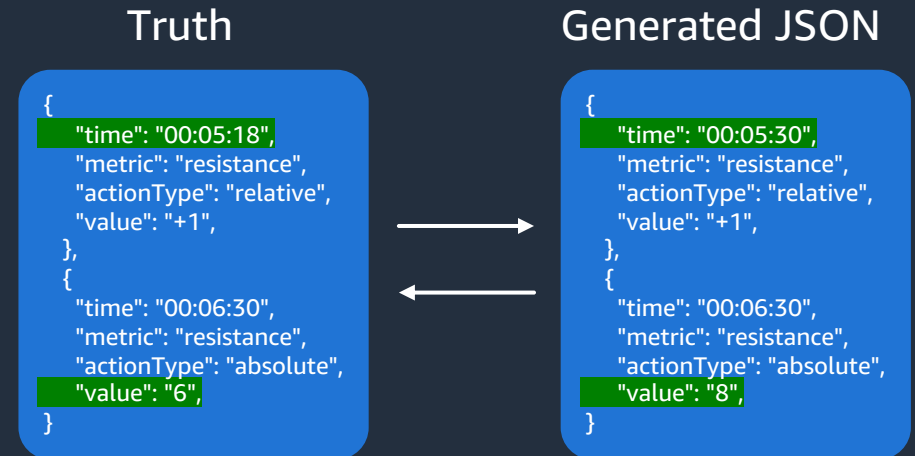 Truth
{
"time": "00:05:18",
"metric": "resistance",
"actionType": "relative",
"value": "+1",
},
{
"time": "00:06:30",
"metric": "resistance",
"actionType": "absolute",
"value": "6",
}
Generated JSON
{
"time": "00:05:30",
"metric": "resistance",
"actionType": "relative",
"value": "+1",
},
{
"time": "00:06:30",
"metric": "resistance",
"actionType": "absolute",
"value": "8",
}